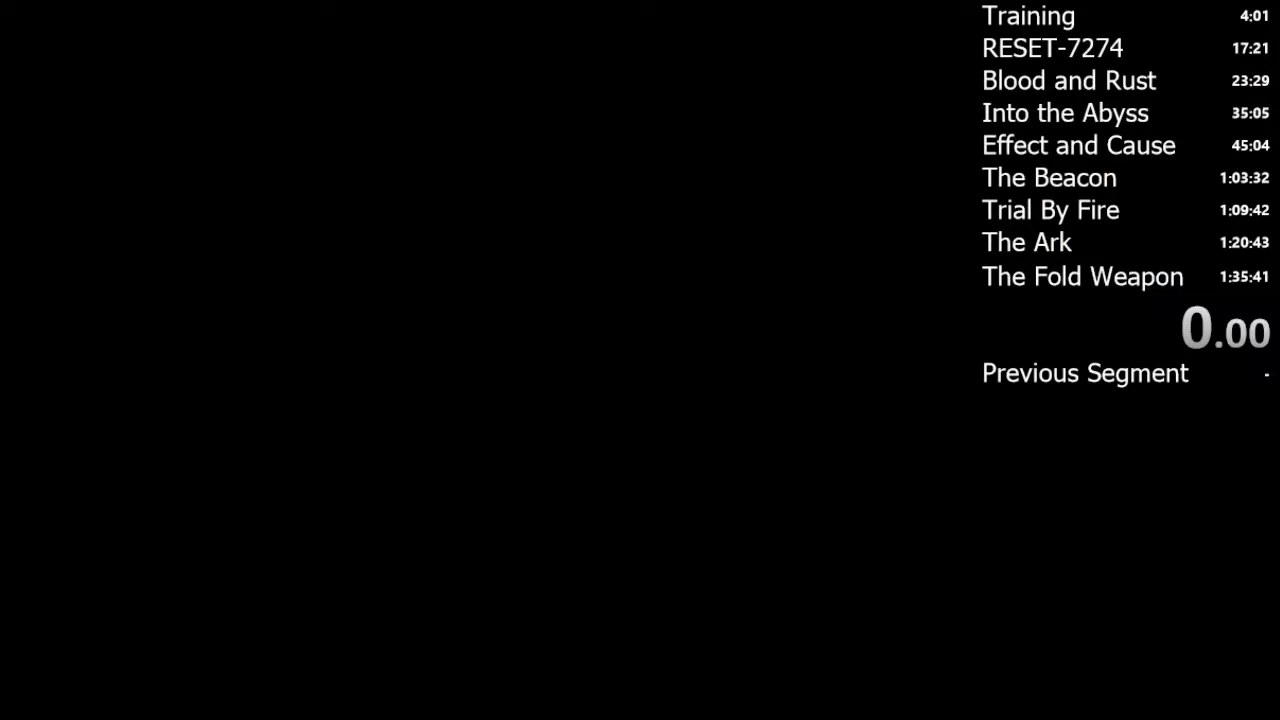 Training 4:01
RESET-7274 17:21
Blood and Rust 23:29
Into the Abyss 35:05
Effect and Cause 45:04
The Beacon 1:03:32
Trial By Fire 1:09:42
The Ark 1:20:43
The Fold Weapon 1:35:41
0.00
Previous Segment -